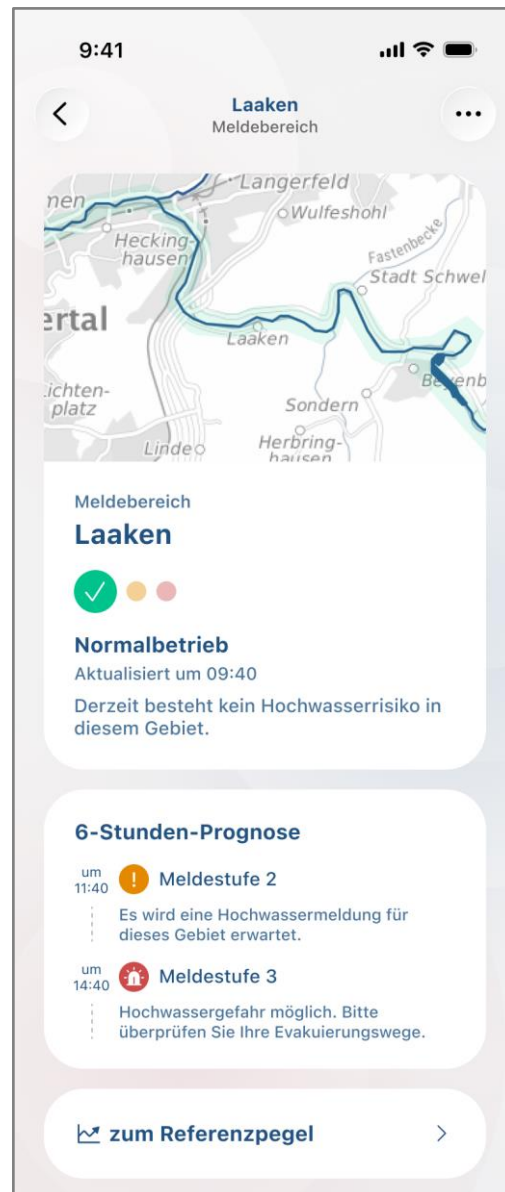 9:41
Laaken
Meldebereich
Langerfeld
Wulfeshohl
Hecking-
hausen
Fastenbecke
Stadt Schwel
ertal
Laaken
Beyenb
lichten-
platz
Sondern
Linde
Herbring-
hausen
Meldebereich
Laaken
Normalbetrieb
Aktualisiert um 09:40
Derzeit besteht kein Hochwasserrisiko in
diesem Gebiet.
6-Stunden-Prognose
um
11:40
Meldestufe 2
Es wird eine Hochwassermeldung für
dieses Gebiet erwartet.
um
14:40
Meldestufe 3
Hochwassergefahr möglich. Bitte
überprüfen Sie Ihre Evakuierungswege.
zum Referenzpegel